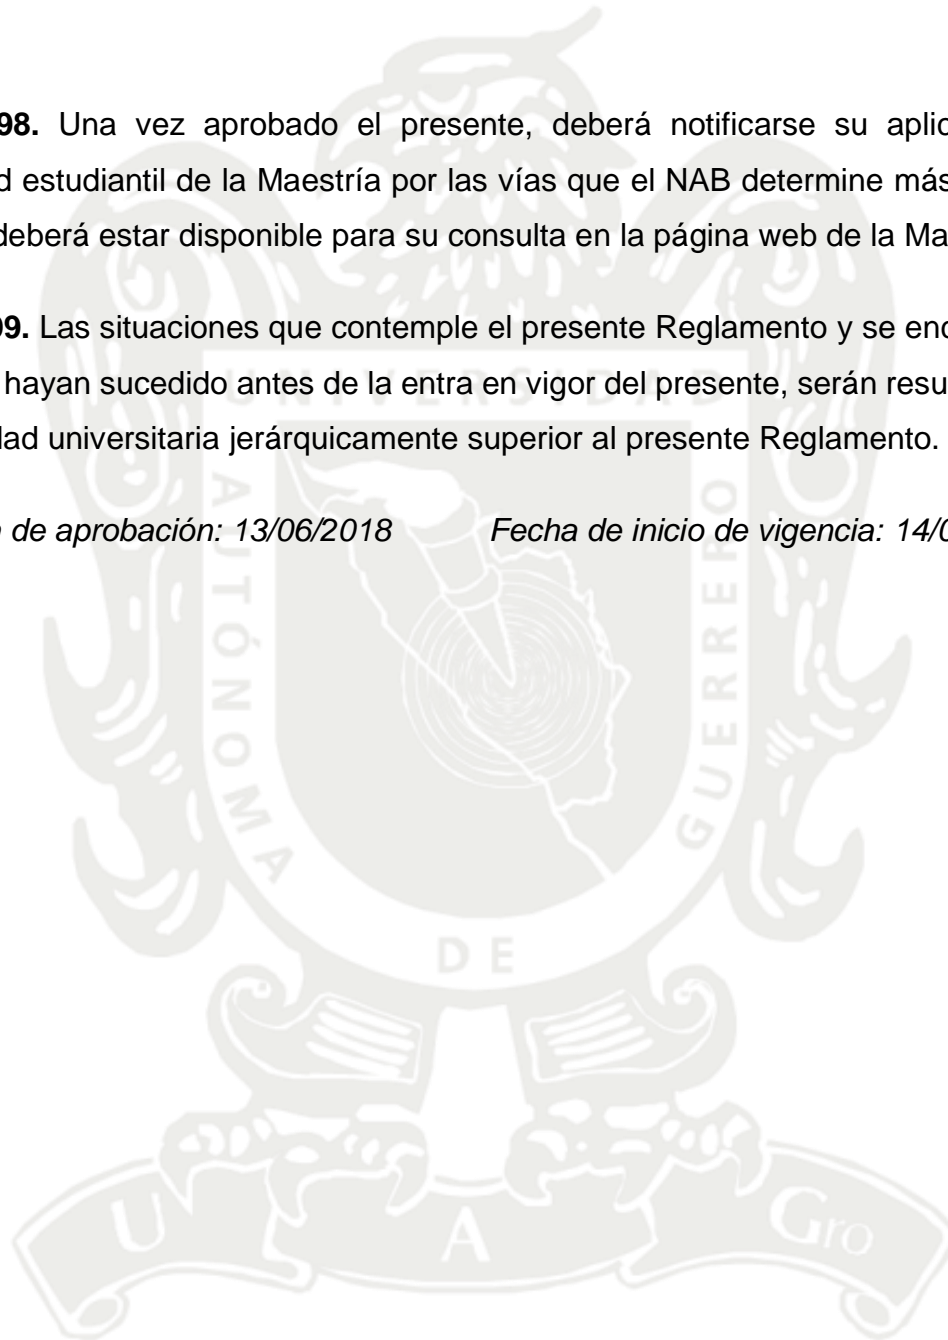 98. Una vez aprobado el presente, deberá notificarse su aplic
d estudiantil de la Maestría por las vías que el NAB determine más
deberá estar disponible para su consulta en la página web de la Ma
99. Las situaciones que contemple el presente Reglamento y se enc
hayan sucedido antes de la entra en vigor del presente, serán resu
dad universitaria jerárquicamente superior al presente Reglamento.
de aprobación: 13/06/2018 Fecha de inicio de vigencia: 14/0
UNIVERSIDAD
AUTÓNOMA
DE
GUERRERO
U A Gro